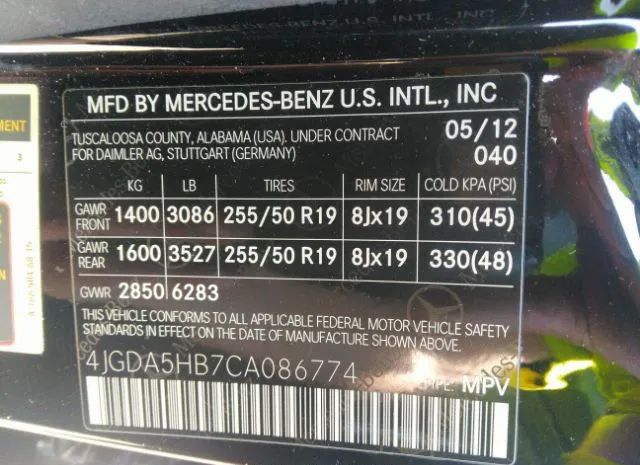 MFD BY MERCEDES-BENZ U.S. INTL., INC
TUSCALOOSA COUNTY, ALABAMA (USA). UNDER CONTRACT 05/12
FOR DAIMLER AG, STUTTGART (GERMANY) 040
KG LB TIRES RIM SIZE COLD KPA (PSI)
GAWR FRONT 1400 3086 255/50 R19 8Jx19 310(45)
GAWR REAR 1600 3527 255/50 R19 8Jx19 330(48)
GVWR 2850 6283
THIS VEHICLE CONFORMS TO ALL APPLICABLE FEDERAL MOTOR VEHICLE SAFETY
STANDARDS IN EFFECT ON THE DATE OF MANUFACTURE SHOWN ABOVE.
4JGDA5HB7CA086774
TYPE: MPV
MENT
3